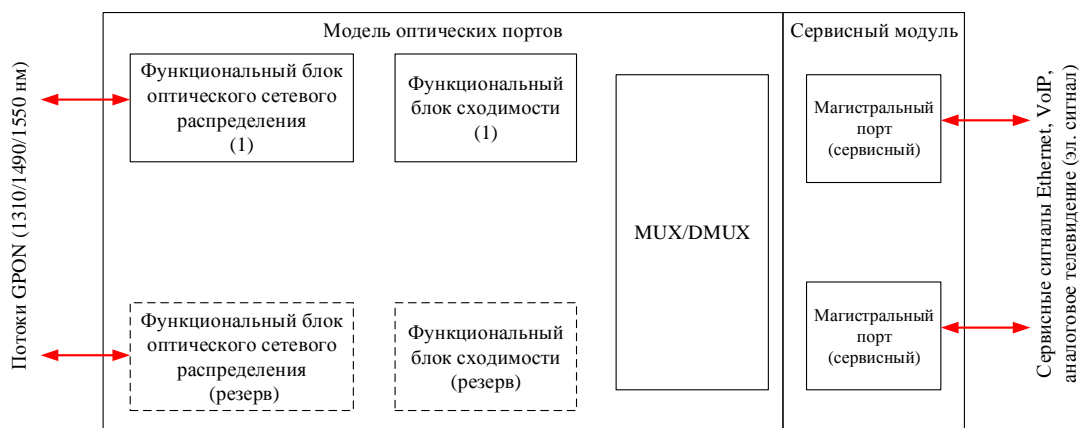 Потоки GPON (1310/1490/1550 нм)
Модель оптических портов
Функциональный блок
оптического сетевого
распределения
(1)
Функциональный
блок сходимости
(1)
Функциональный блок
оптического сетевого
распределения
(резерв)
Функциональный
блок сходимости
(резерв)
MUX/DMUX
Сервисный модуль
Магистральный
порт
(сервисный)
Магистральный
порт
(сервисный)
Сервисные сигналы Ethernet, VoIP,
аналоговое телевидение (эл. сигнал)